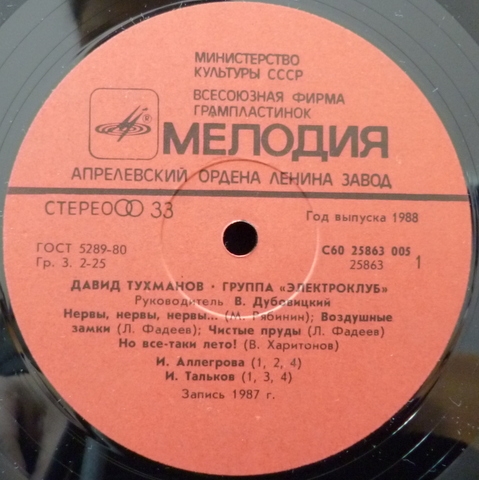 МИНИСТЕРСТВО
КУЛЬТУРЫ СССР
ВСЕСОЮЗНАЯ ФИРМА
ГРАМПЛАСТИНОК
®
МЕЛОДИЯ
АПРЕЛЕВСКИЙ ОРДЕНА ЛЕНИНА ЗАВОД
СТЕРЕО 33
Год выпуска 1988
ГОСТ 5289-80
Гр. 3. 2-25
С60 25863 005
25863 1
ДАВИД ТУХМАНОВ · ГРУППА «ЭЛЕКТРОКЛУБ»
Руководитель В. Дубовицкий
Нервы, нервы, нервы... (М. Рябинин); Воздушные
замки (Л. Фадеев); Чистые пруды (Л. Фадеев)
Но все-таки лето! (В. Харитонов)
И. Аллегрова (1, 2, 4)
И. Тальков (1, 3, 4)
Запись 1987 г.